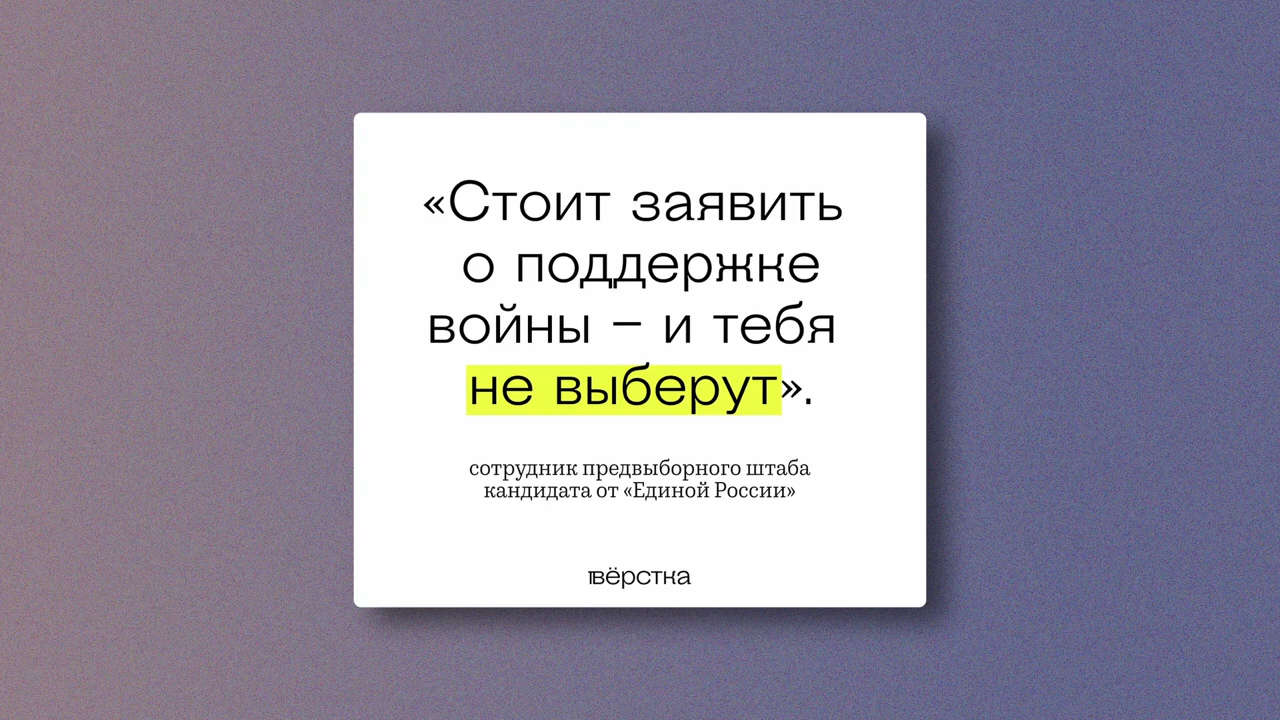 «Стоит заявить
о поддержке
войны – и тебя
не выберут».
сотрудник предвыборного штаба
кандидата от «Единой России»
вёрстка